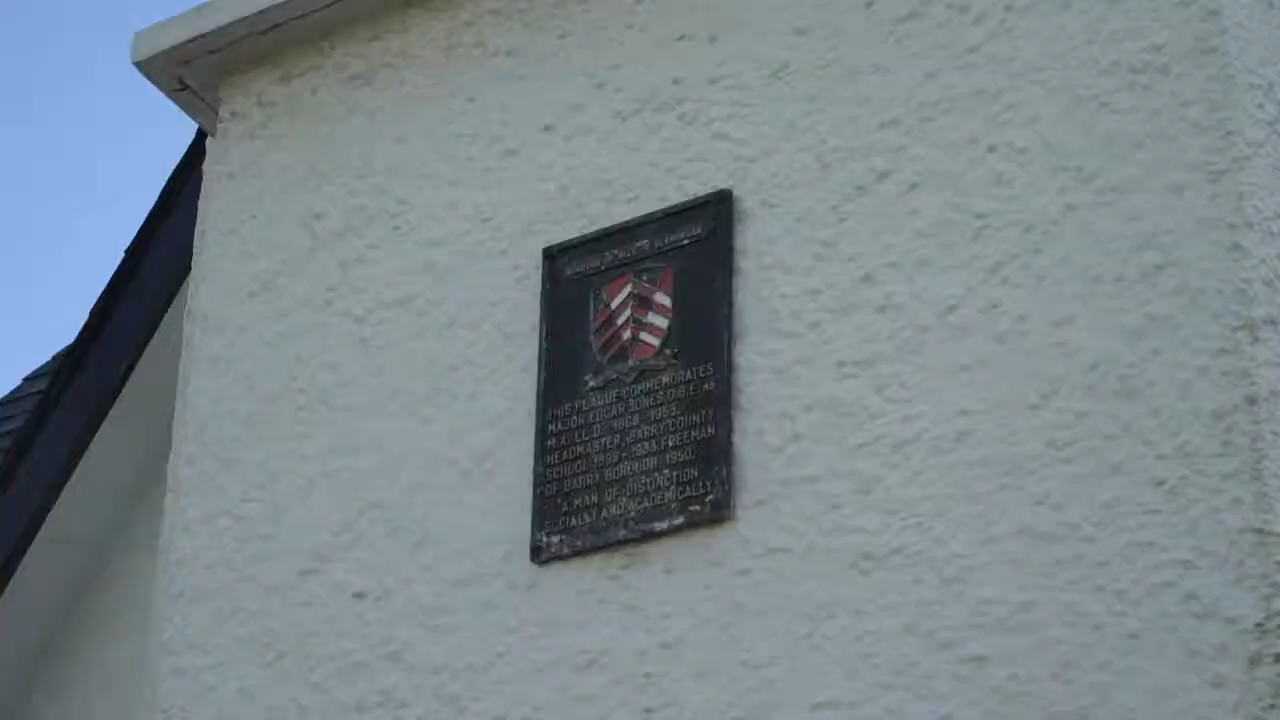 THIS PLAQUE COMMEMORATES
MAJOR EDGAR JONES O.B.E.
M.A. LL.D. 1868 - 1953.
HEADMASTER, BARRY COUNTY
SCHOOL 1899 - 1933 FREEMAN
OF BARRY BOROUGH 1950.
"A MAN OF DISTINCTION
SOCIALLY AND ACADEMICALLY"